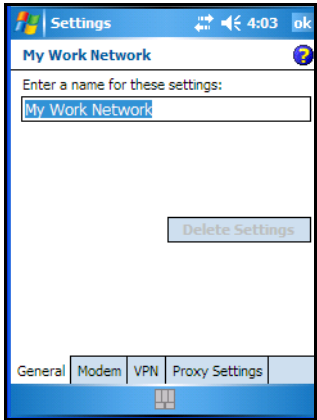 Settings 4:03 ok
My Work Network
Enter a name for these settings:
My Work Network
Delete Settings
General Modem VPN Proxy Settings